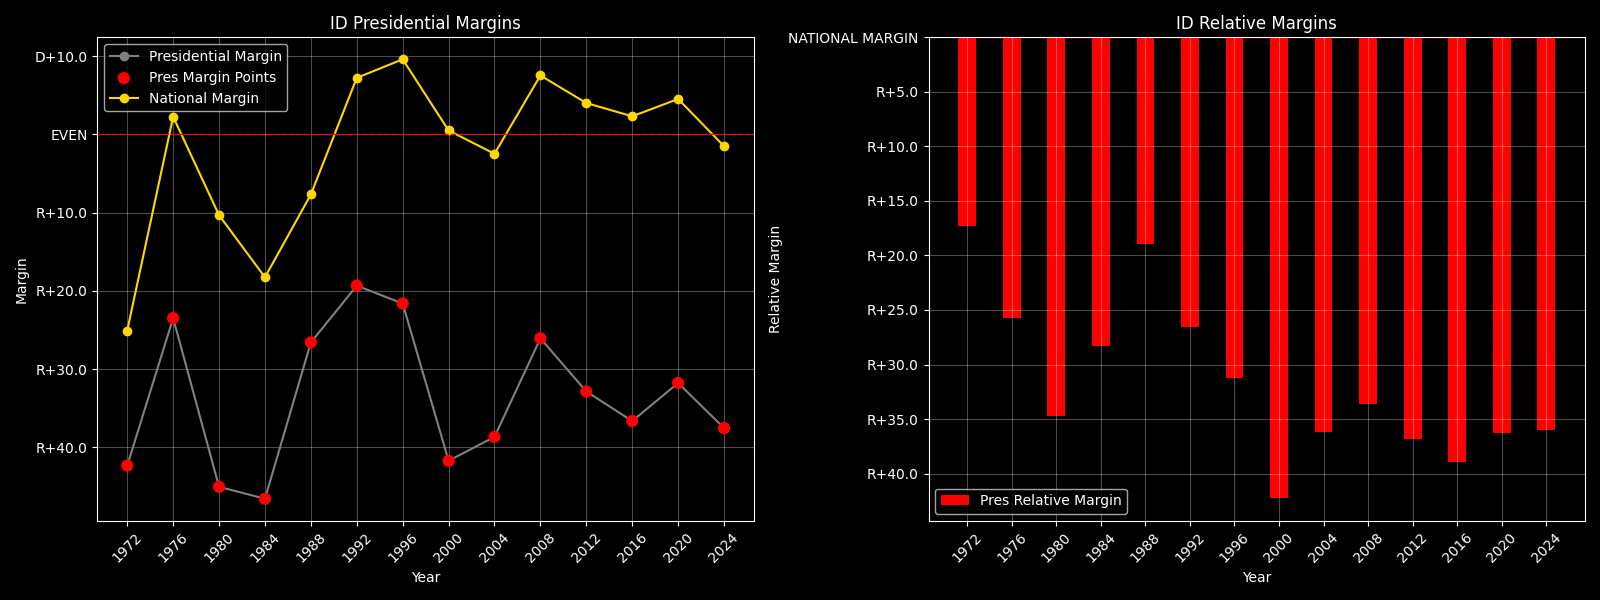 ID Presidential Margins
Presidential Margin
Pres Margin Points
National Margin
D+10.0
EVEN
R+10.0
R+20.0
R+30.0
R+40.0
Margin
1972
1976
1980
1984
1988
1992
1996
2000
2004
2008
2012
2016
2020
2024
Year
ID Relative Margins
NATIONAL MARGIN
R+5.0
R+10.0
R+15.0
R+20.0
R+25.0
R+30.0
R+35.0
R+40.0
Relative Margin
Pres Relative Margin
1972
1976
1980
1984
1988
1992
1996
2000
2004
2008
2012
2016
2020
2024
Year